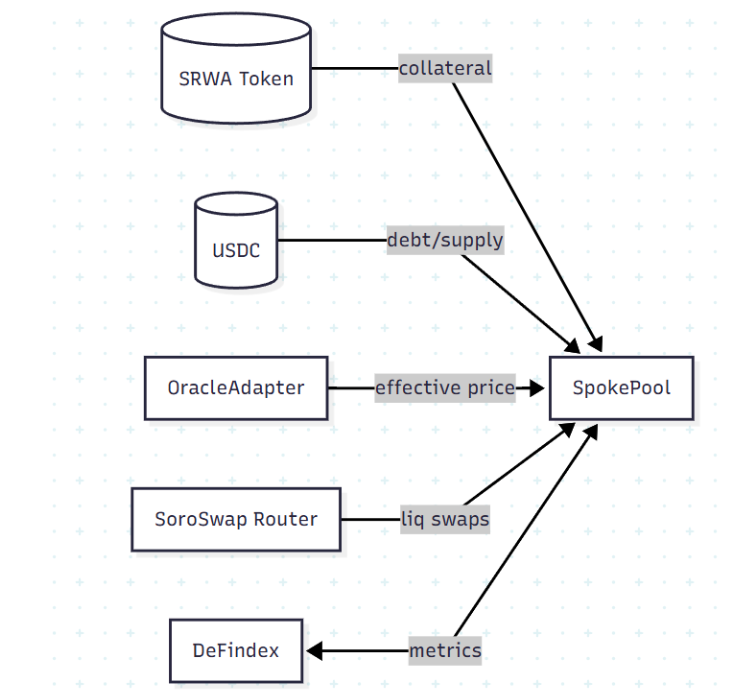 SRWA Token
collateral
USDC
debt/supply
OracleAdapter
effective price
SpokePool
SoroSwap Router
liq swaps
DeFindex
metrics